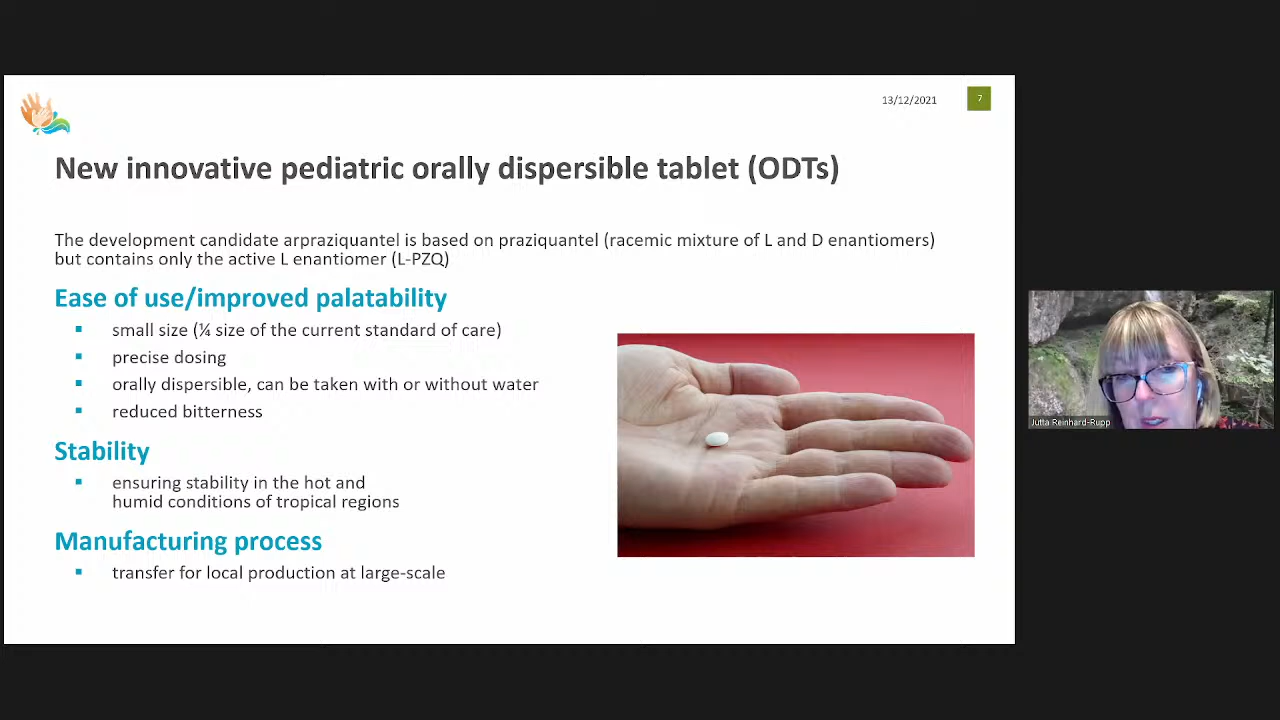 13/12/2021
7
New innovative pediatric orally dispersible tablet (ODTs)
The development candidate arpraziquantel is based on praziquantel (racemic mixture of L and D enantiomers)
but contains only the active L enantiomer (L-PZQ)
Ease of use/improved palatability
▪ small size (¼ size of the current standard of care)
▪ precise dosing
▪ orally dispersible, can be taken with or without water
▪ reduced bitterness
Stability
▪ ensuring stability in the hot and
humid conditions of tropical regions
Manufacturing process
▪ transfer for local production at large-scale
Jutta Reinhard-Rupp